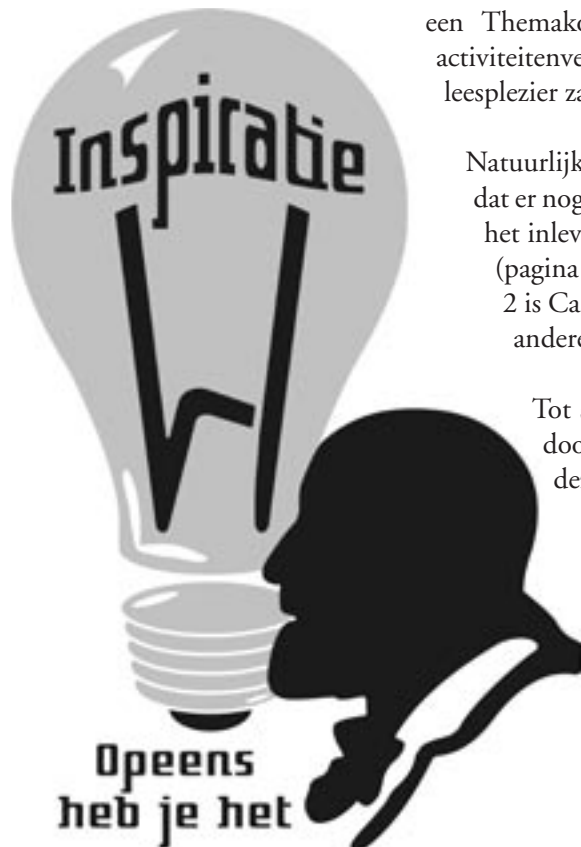 Inspiratie
Opeens
heb je het
een Themako
activiteitenve
leesplezier za
Natuurlijk
dat er nog
het inlev
(pagina
2 is Ca
andere
Tot
doo
de